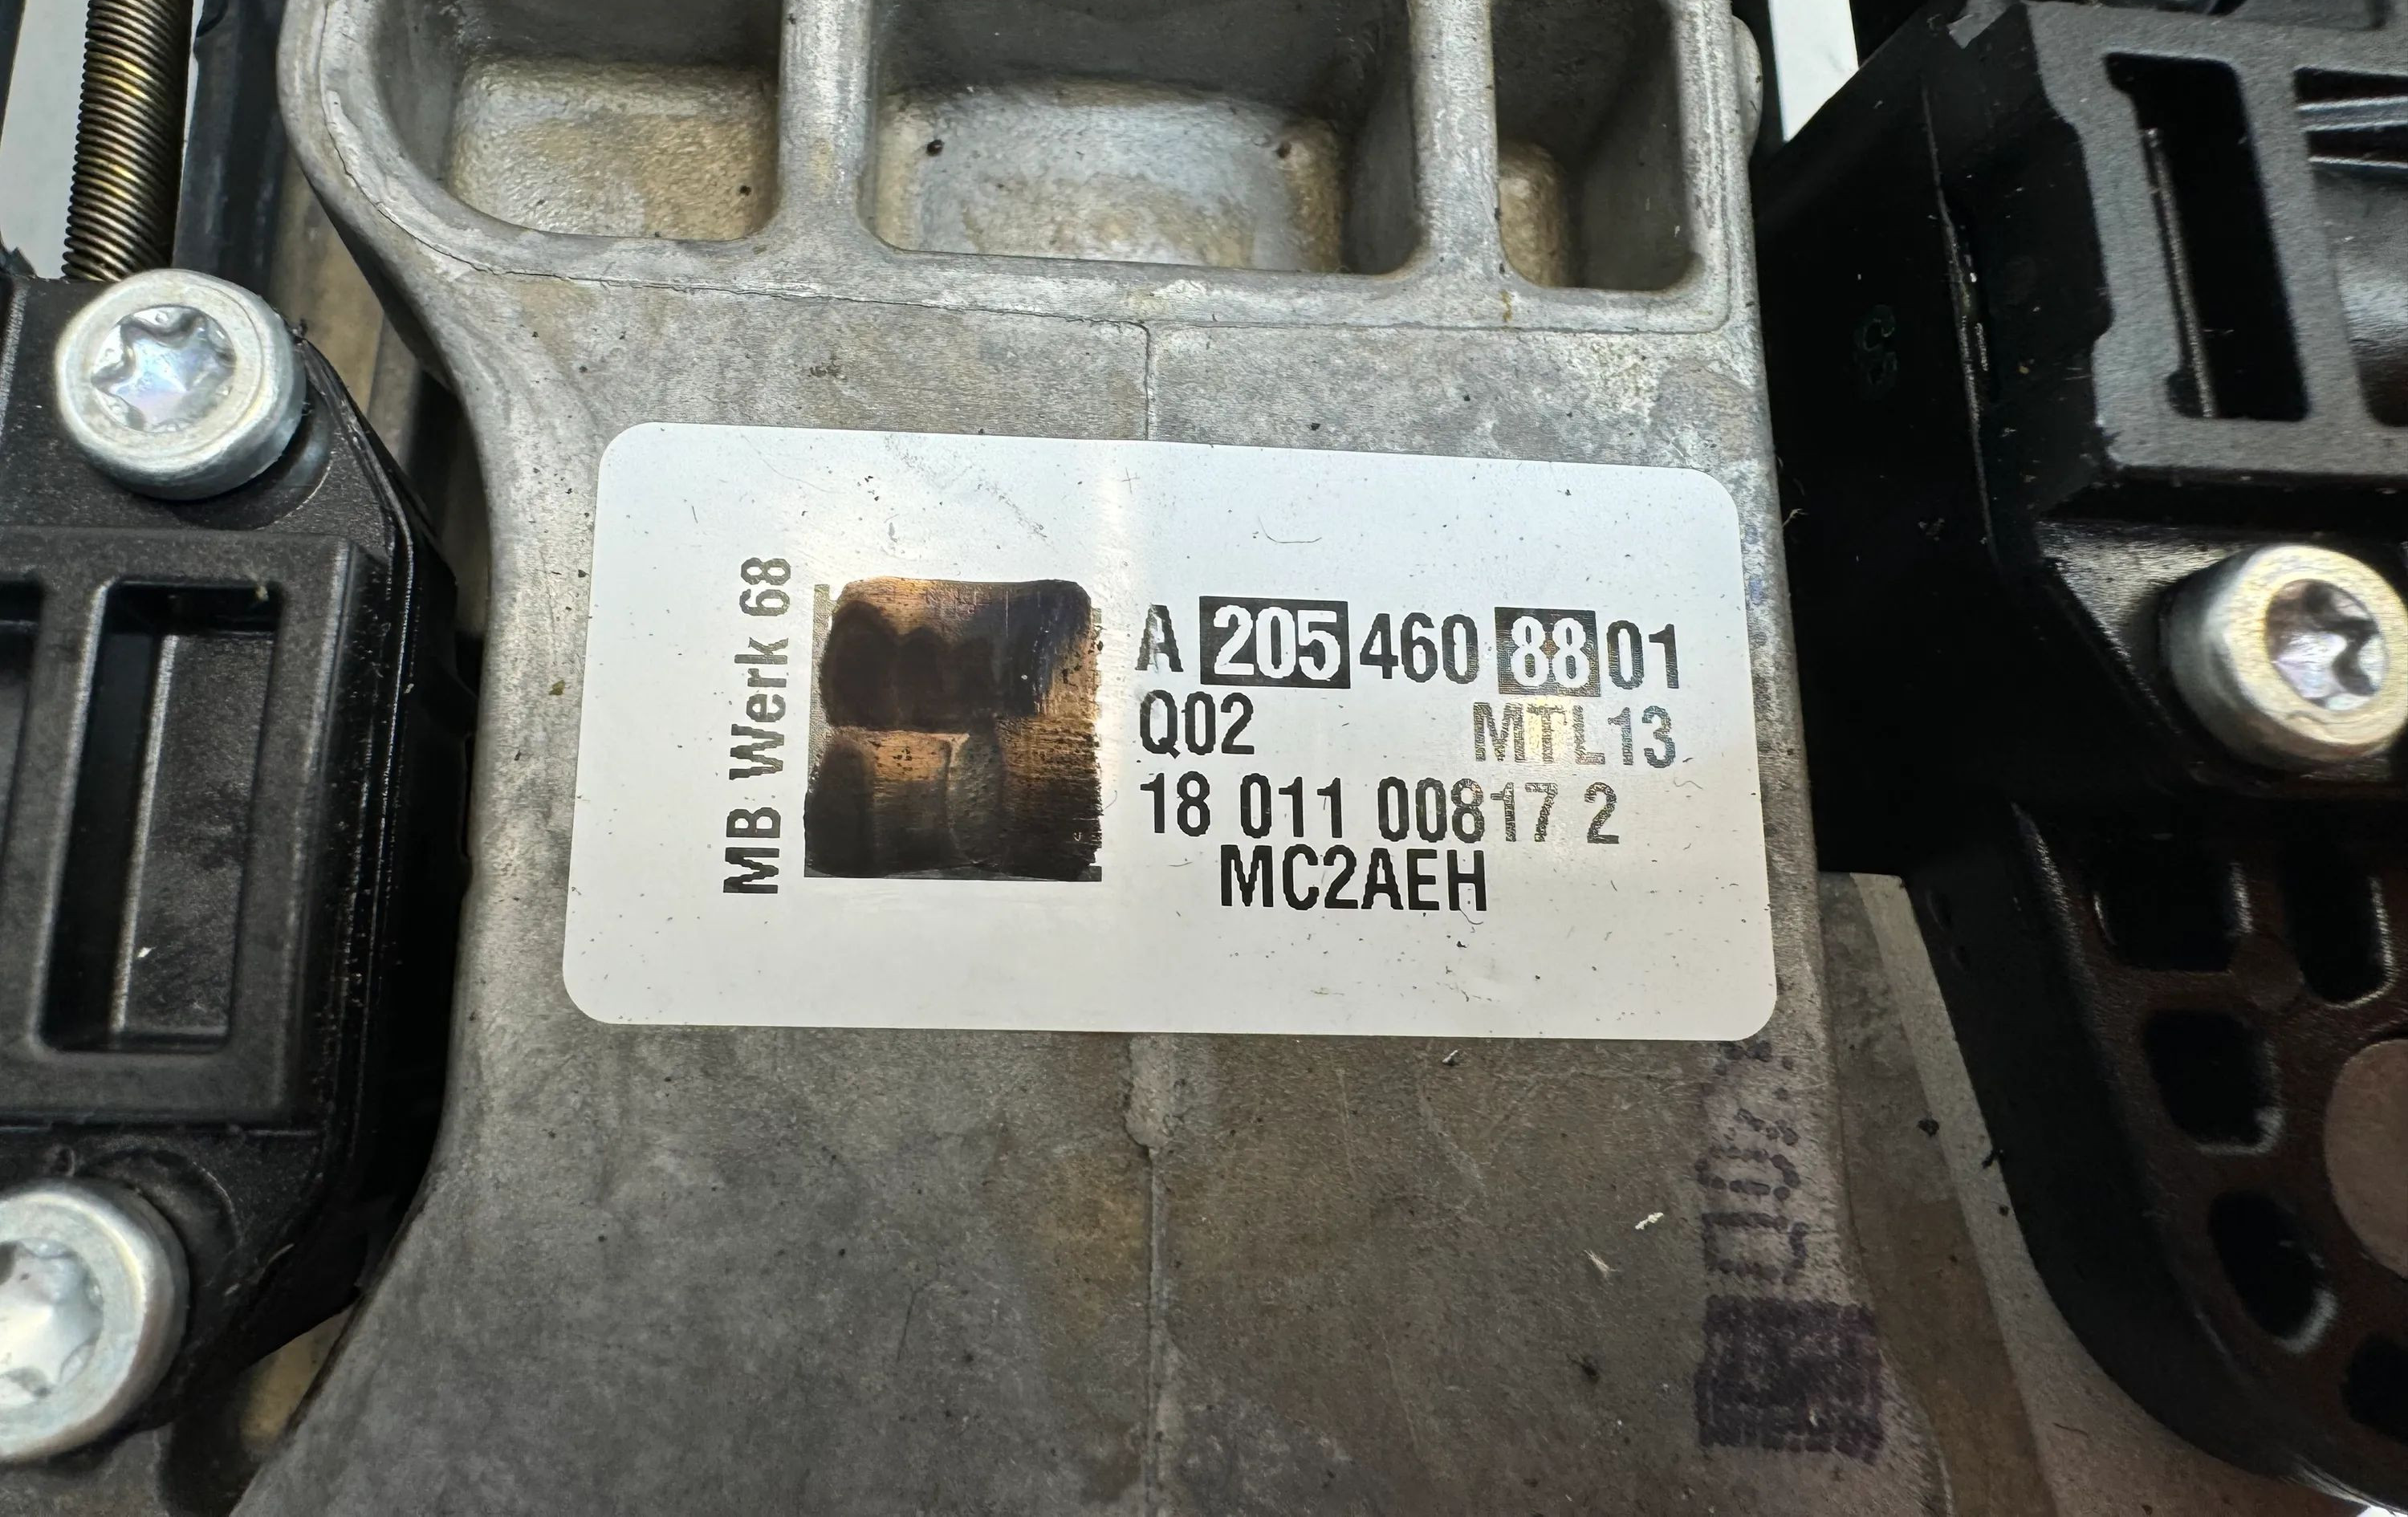 MB Werk 68
A 205 460 88 01
Q02 MTL13
18 011 00817 2
MC2AEH